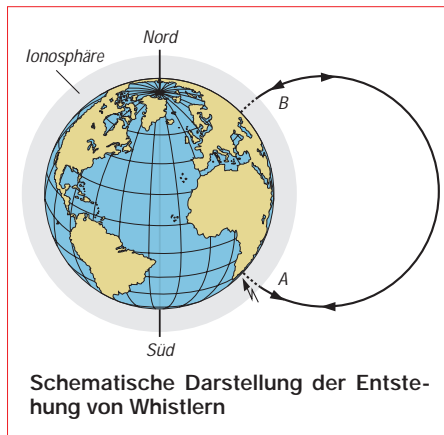 Nord
Ionosphäre
B
A
Süd
Schematische Darstellung der Entste-
hung von Whistlern